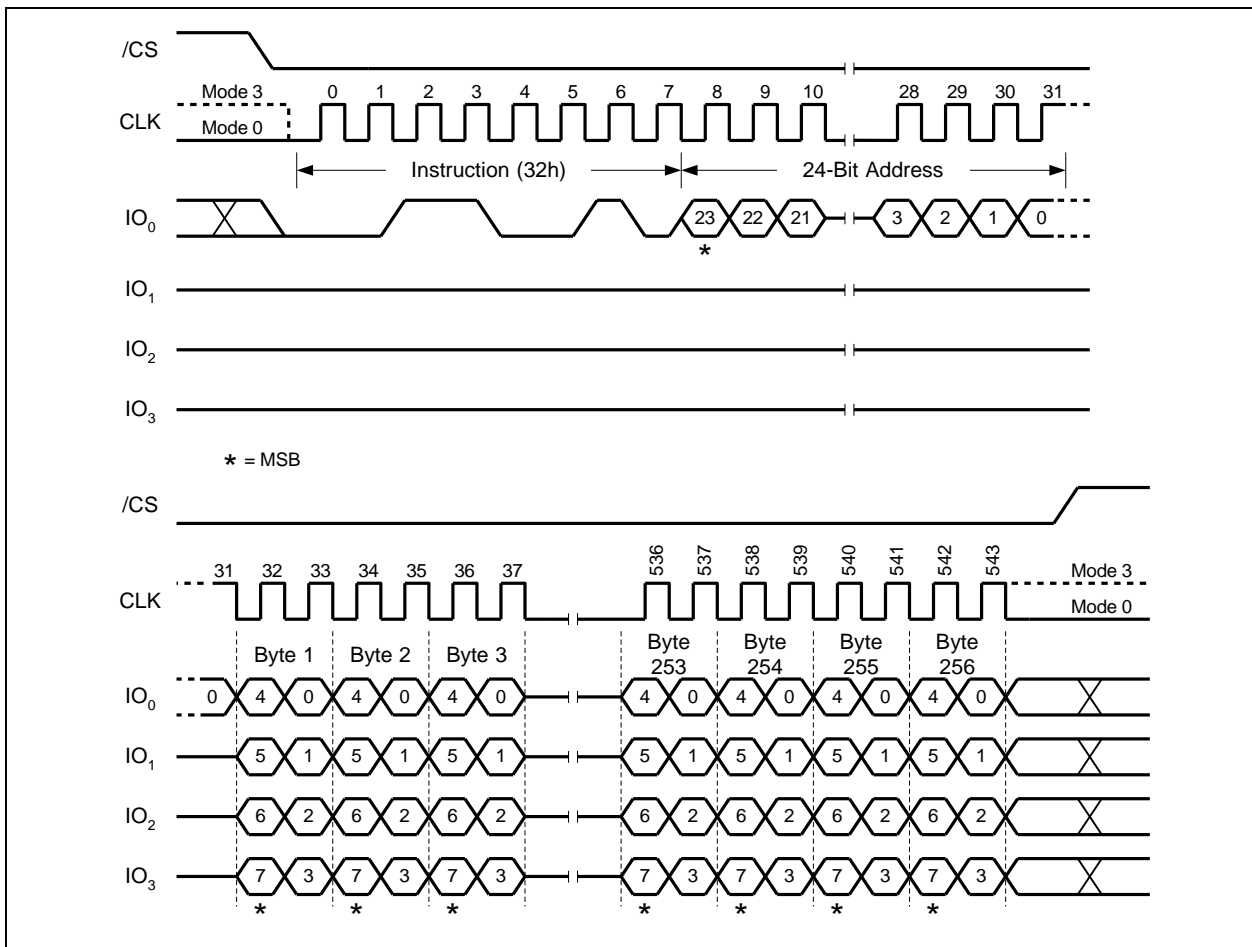 /CS
Mode 3 0 1 2 3 4 5 6 7 8 9 10 28 29 30 31
CLK
Mode 0
Instruction (32h) 24-Bit Address
IO0 23 22 21 3 2 1 0
*
IO1
IO2
IO3
* = MSB
/CS
31 32 33 34 35 36 37 536 537 538 539 540 541 542 543
Mode 3
CLK
Mode 0
Byte 1 Byte 2 Byte 3 Byte 253 Byte 254 Byte 255 Byte 256
IO0 0 4 0 4 0 4 0 4 0 4 0 4 0 4 0
IO1 5 1 5 1 5 1 5 1 5 1 5 1 5 1
IO2 6 2 6 2 6 2 6 2 6 2 6 2 6 2
IO3 7 3 7 3 7 3 7 3 7 3 7 3 7 3
* * * * * * *